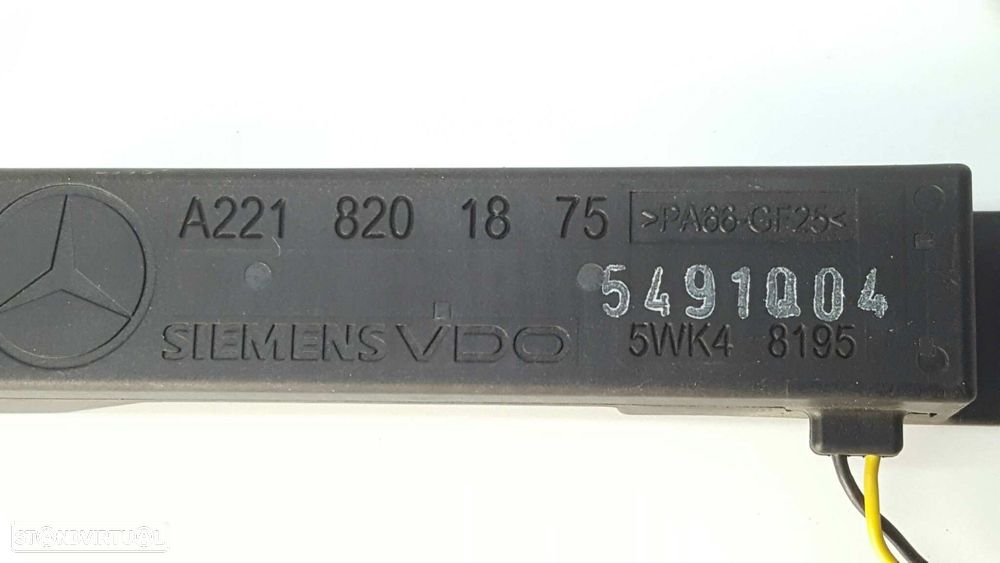 A221 820 18 75 >PA66-GF25<
5491Q04
SIEMENS VDO 5WK4 8195
STANDVIRTUAL